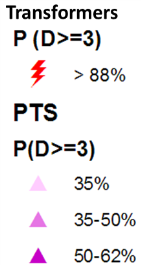 Transformers
P (D>=3)
> 88%
PTS
P(D>=3)
35%
35-50%
50-62%